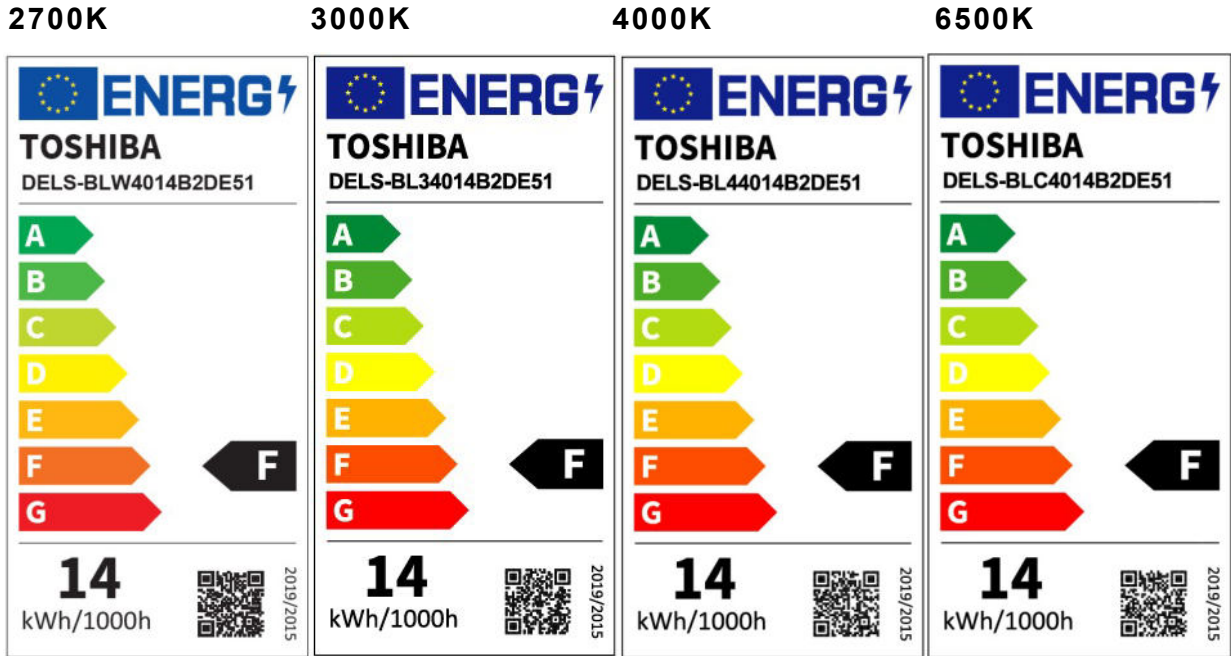 2700K
ENERG
TOSHIBA
DELS-BLW4014B2DE51
A
B
C
D
E
F
F
G
14
kWh/1000h
2019/2015
3000K
ENERG
TOSHIBA
DELS-BL34014B2DE51
A
B
C
D
E
F
F
G
14
kWh/1000h
2019/2015
4000K
ENERG
TOSHIBA
DELS-BL44014B2DE51
A
B
C
D
E
F
F
G
14
kWh/1000h
2019/2015
6500K
ENERG
TOSHIBA
DELS-BLC4014B2DE51
A
B
C
D
E
F
F
G
14
kWh/1000h
2019/2015